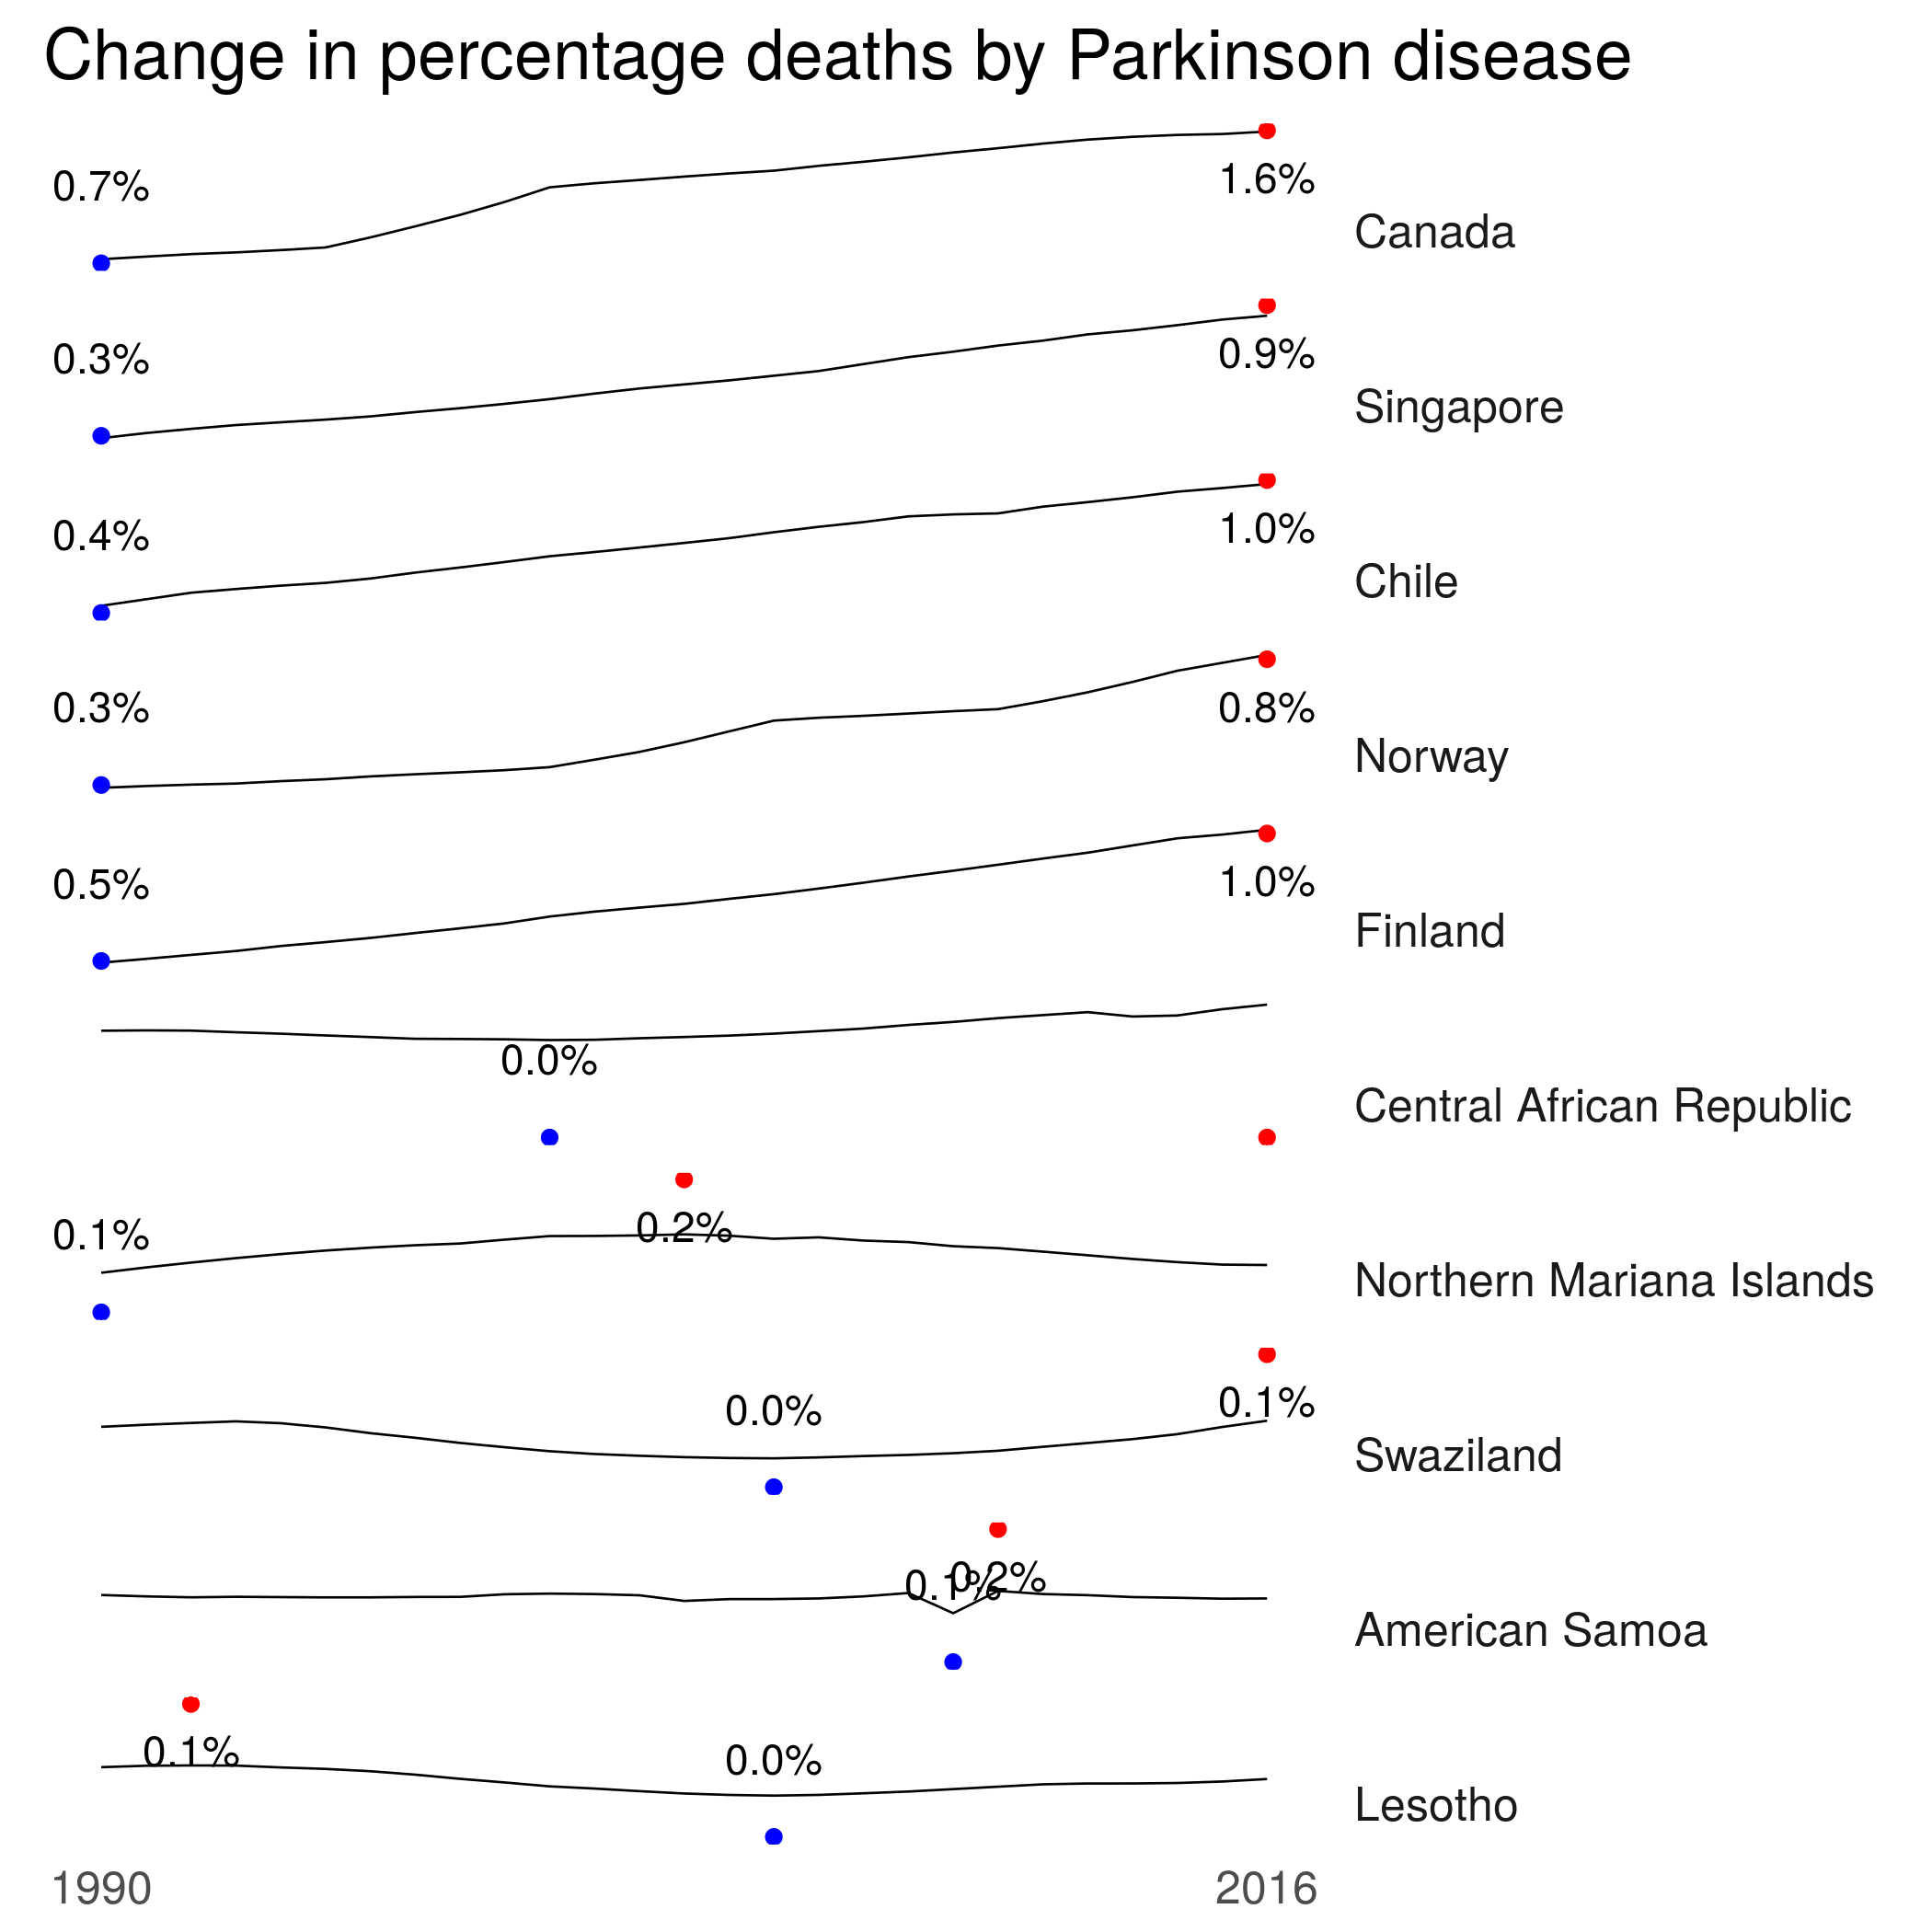 Change in percentage deaths by Parkinson disease
0.7%
1.6%
Canada
0.3%
0.9%
Singapore
0.4%
1.0%
Chile
0.3%
0.8%
Norway
0.5%
1.0%
Finland
0.0%
Central African Republic
0.1%
0.2%
Northern Mariana Islands
0.0%
0.1%
Swaziland
0.1%
0.2%
American Samoa
0.1%
0.0%
Lesotho
1990
2016